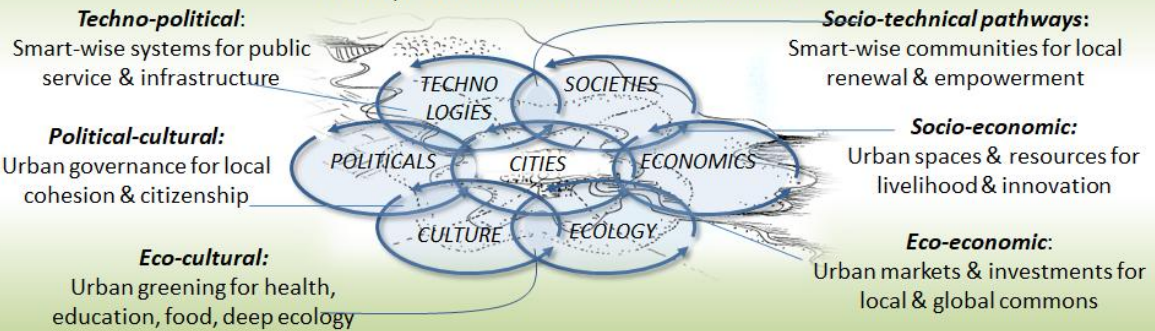 Techno-political:
Smart-wise systems for public
service & infrastructure
Political-cultural:
Urban governance for local
cohesion & citizenship
Eco-cultural:
Urban greening for health,
education, food, deep ecology
TECHNO
LOGIES
SOCIETIES
POLITICALS
CITIES
ECONOMICS
CULTURE
ECOLOGY
Socio-technical pathways:
Smart-wise communities for local
renewal & empowerment
Socio-economic:
Urban spaces & resources for
livelihood & innovation
Eco-economic:
Urban markets & investments for
local & global commons